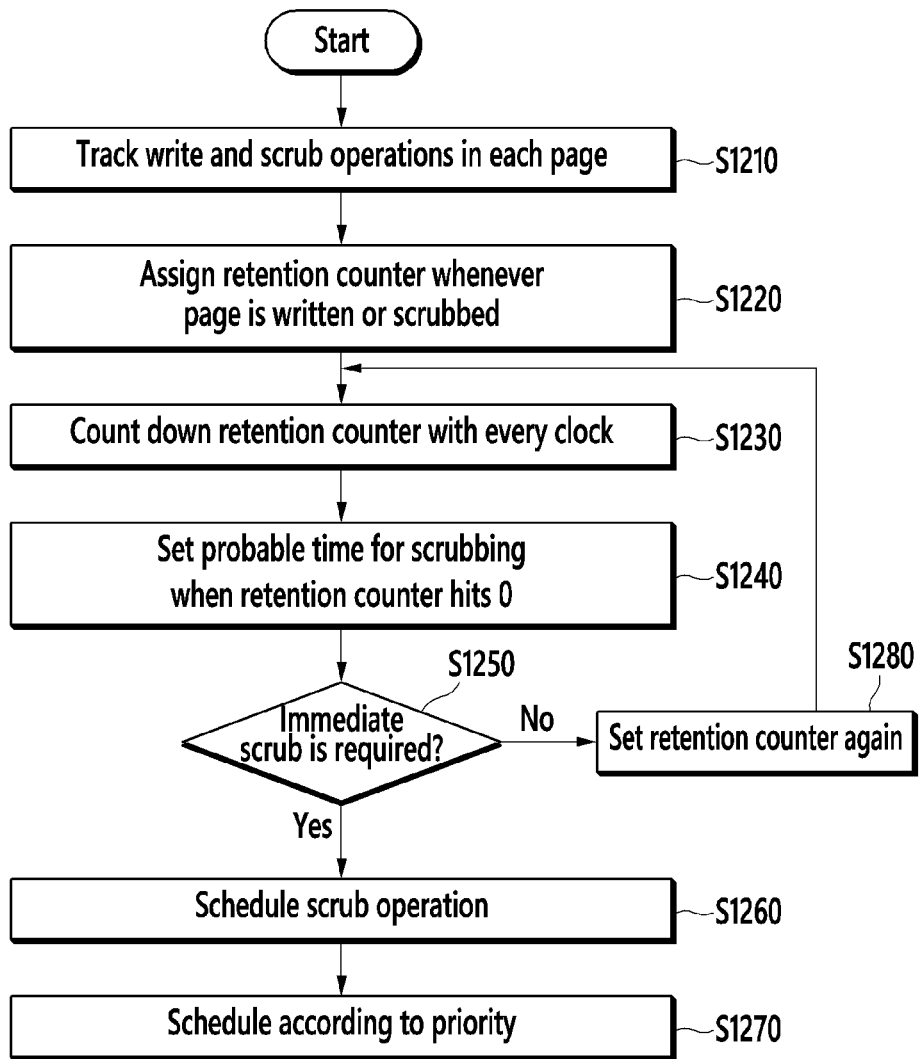 Start
Track write and scrub operations in each page
S1210
Assign retention counter whenever
page is written or scrubbed
S1220
Count down retention counter with every clock
S1230
Set probable time for scrubbing
when retention counter hits 0
S1240
S1250
Immediate
scrub is required?
No
S1280
Set retention counter again
Yes
Schedule scrub operation
S1260
Schedule according to priority
S1270